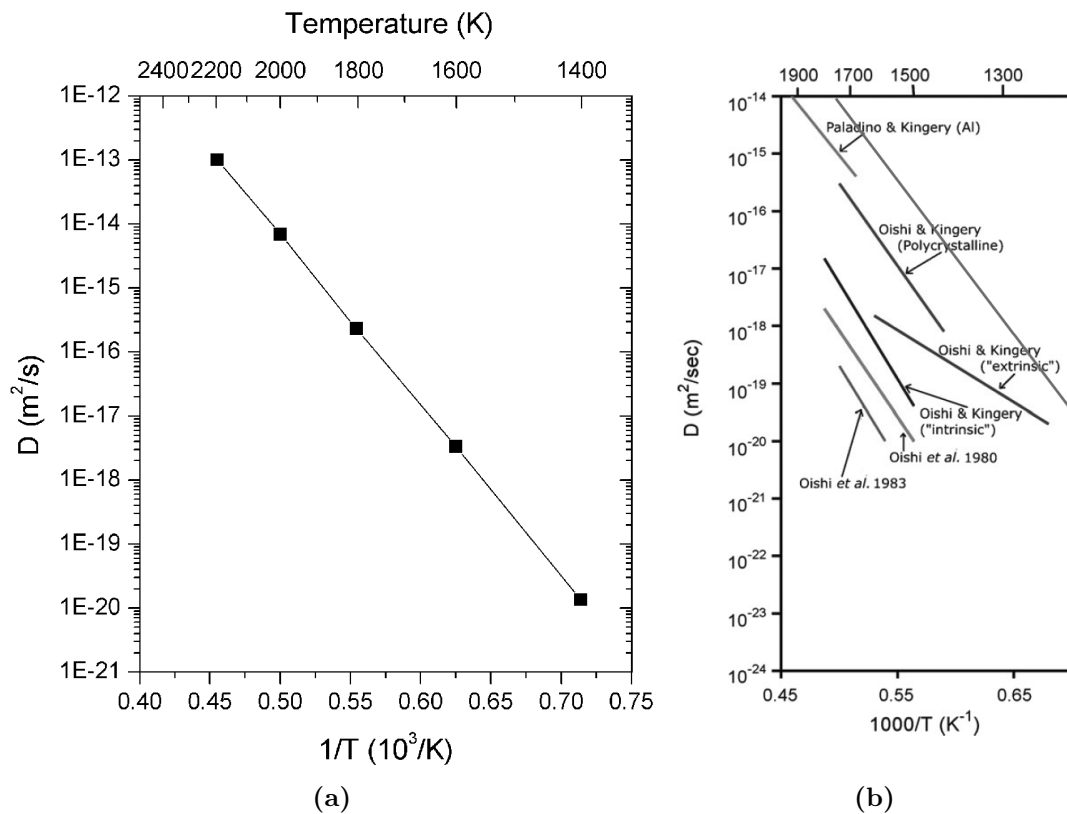 Temperature (K)
2400 2200 2000 1800 1600 1400
1E-12
1E-13
1E-14
1E-15
1E-16
1E-17
1E-18
1E-19
1E-20
1E-21
D (m²/s)
0.40 0.45 0.50 0.55 0.60 0.65 0.70 0.75
1/T (10³/K)
(a)
1900 1700 1500 1300
10⁻¹⁴
10⁻¹⁵
10⁻¹⁶
10⁻¹⁷
10⁻¹⁸
10⁻¹⁹
10⁻²⁰
10⁻²¹
10⁻²²
10⁻²³
10⁻²⁴
D (m²/sec)
Paladino & Kingery (Al)
Oishi & Kingery
(Polycrystalline)
Oishi & Kingery
("extrinsic")
Oishi & Kingery
("intrinsic")
Oishi et al. 1980
Oishi et al. 1983
0.45 0.55 0.65
1000/T (K⁻¹)
(b)